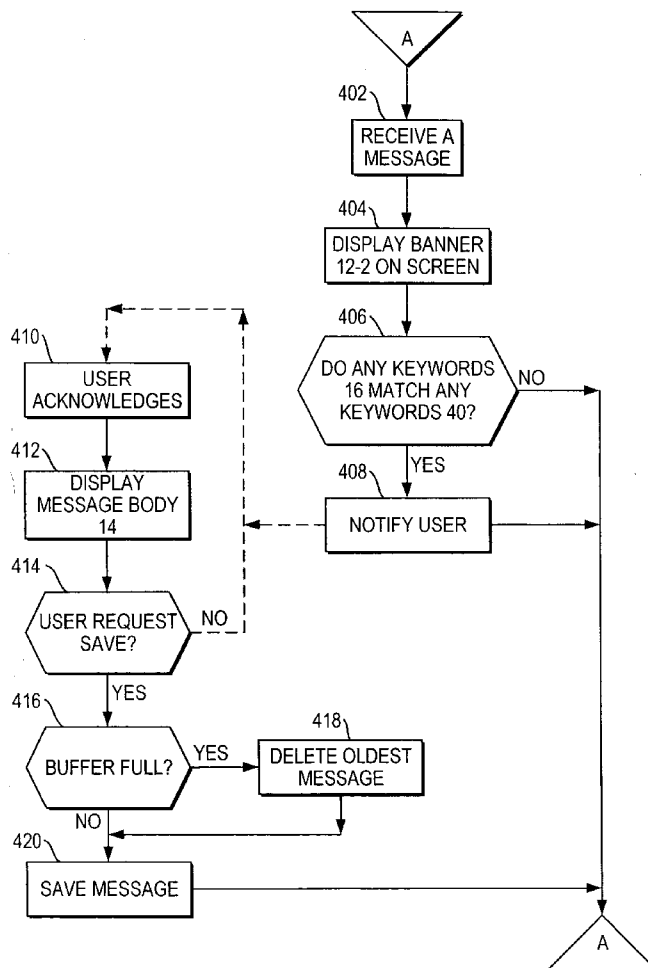 A
402
RECEIVE A
MESSAGE
404
DISPLAY BANNER
12-2 ON SCREEN
406
DO ANY KEYWORDS
16 MATCH ANY
KEYWORDS 40?
NO
YES
408
NOTIFY USER
410
USER
ACKNOWLEDGES
412
DISPLAY
MESSAGE BODY
14
414
USER REQUEST
SAVE?
NO
YES
416
BUFFER FULL?
YES
418
DELETE OLDEST
MESSAGE
NO
420
SAVE MESSAGE
A